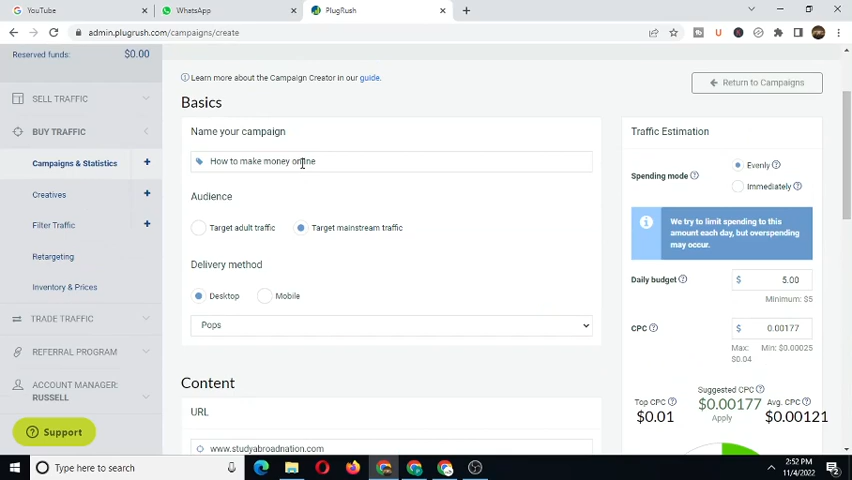 YouTube
WhatsApp
PlugRush
admin.plugrush.com/campaigns/create
Reserved funds:
$0.00
SELL TRAFFIC
BUY TRAFFIC
Campaigns & Statistics
Creatives
Filter Traffic
Retargeting
Inventory & Prices
TRADE TRAFFIC
REFERRAL PROGRAM
ACCOUNT MANAGER:
RUSSELL
Support
Learn more about the Campaign Creator in our guide.
Return to Campaigns
Basics
Name your campaign
How to make money online
Audience
Target adult traffic
Target mainstream traffic
Delivery method
Desktop
Mobile
Pops
Content
URL
www.studyabroadnation.com
Traffic Estimation
Spending mode
Evenly
Immediately
We try to limit spending to this
amount each day, but overspending
may occur.
Daily budget
$ 5.00
Minimum: $5
CPC
$ 0.00177
Max: Min: $0.00025
$0.04
Suggested CPC
Top CPC $0.00177 Avg. CPC
$0.01 Apply $0.00121
Type here to search
2:52 PM
11/4/2022